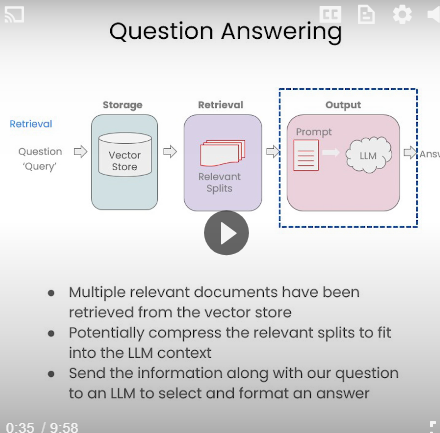 CC
Question Answering
Storage
Retrieval
Output
Retrieval
Question
'Query'
Vector
Store
Relevant
Splits
Prompt
LLM
Answ
● Multiple relevant documents have been
retrieved from the vector store
● Potentially compress the relevant splits to fit
into the LLM context
● Send the information along with our question
to an LLM to select and format an answer
0:35 / 9:58